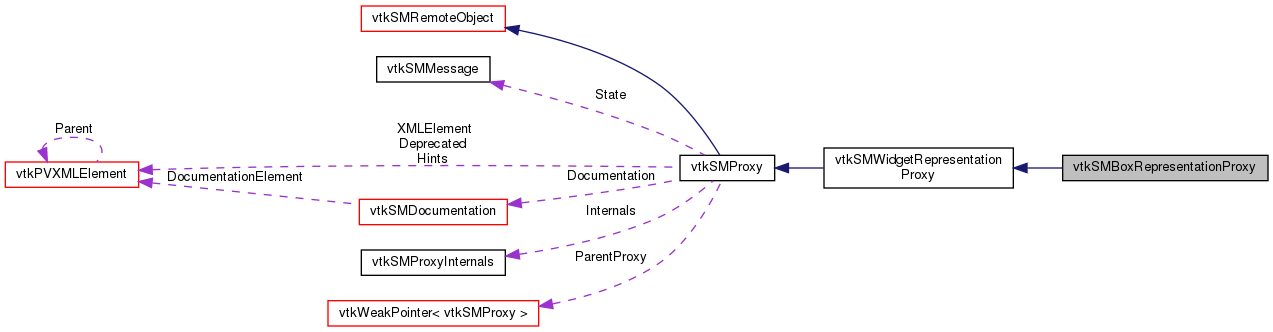 vtkSMRemoteObject
vtkSMMessage
State
XMLElement
Deprecated
Hints
Parent
vtkPVXMLElement
DocumentationElement
vtkSMDocumentation
Documentation
vtkSMProxy
vtkSMWidgetRepresentation
Proxy
vtkSMBoxRepresentationProxy
Internals
vtkSMProxyInternals
ParentProxy
vtkWeakPointer< vtkSMProxy >